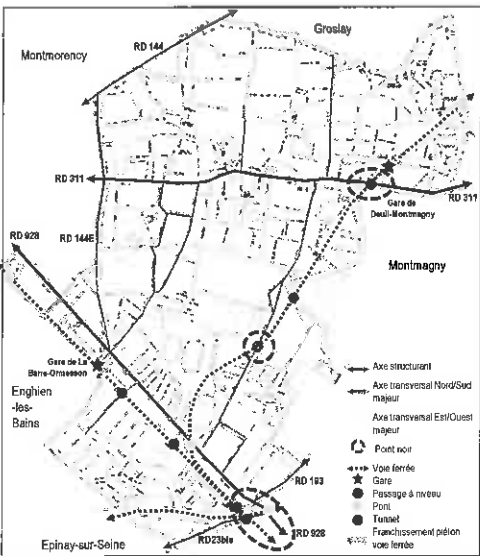 Groslay
RD 144
Montmorency
RD 311
RD 311
Gare de
Deuil-Montmagny
RD 928
RD 144E
Montmagny
Gare de La
Barre-Ormesson
Enghien
-les-
Bains
Axe structurant
Axe transversal Nord/Sud
majeur
Axe transversal Est/Ouest
majeur
Point noir
Voie ferrée
Gare
Passage à niveau
Pont
Tunnel
Franchissement piéton
voie ferrée
RD 193
RD 928
RD23bis
Epinay-sur-Seine